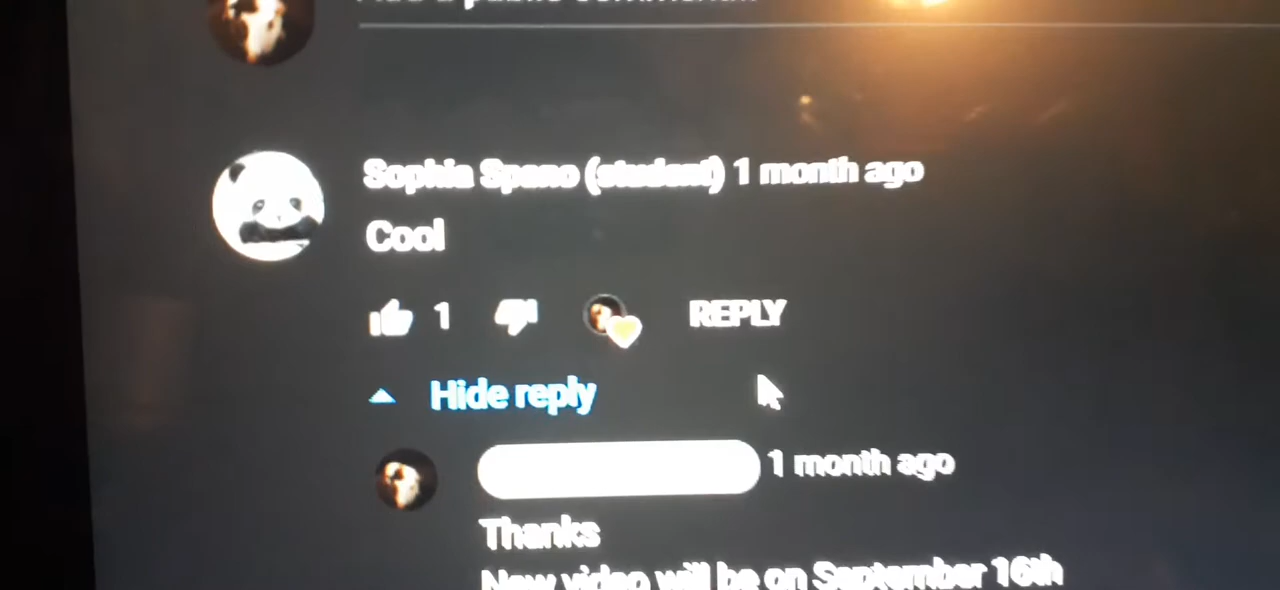 Sophia Spano (student) 1 month ago
Cool
1
REPLY
Hide reply
1 month ago
Thanks
New video will be on September 16th